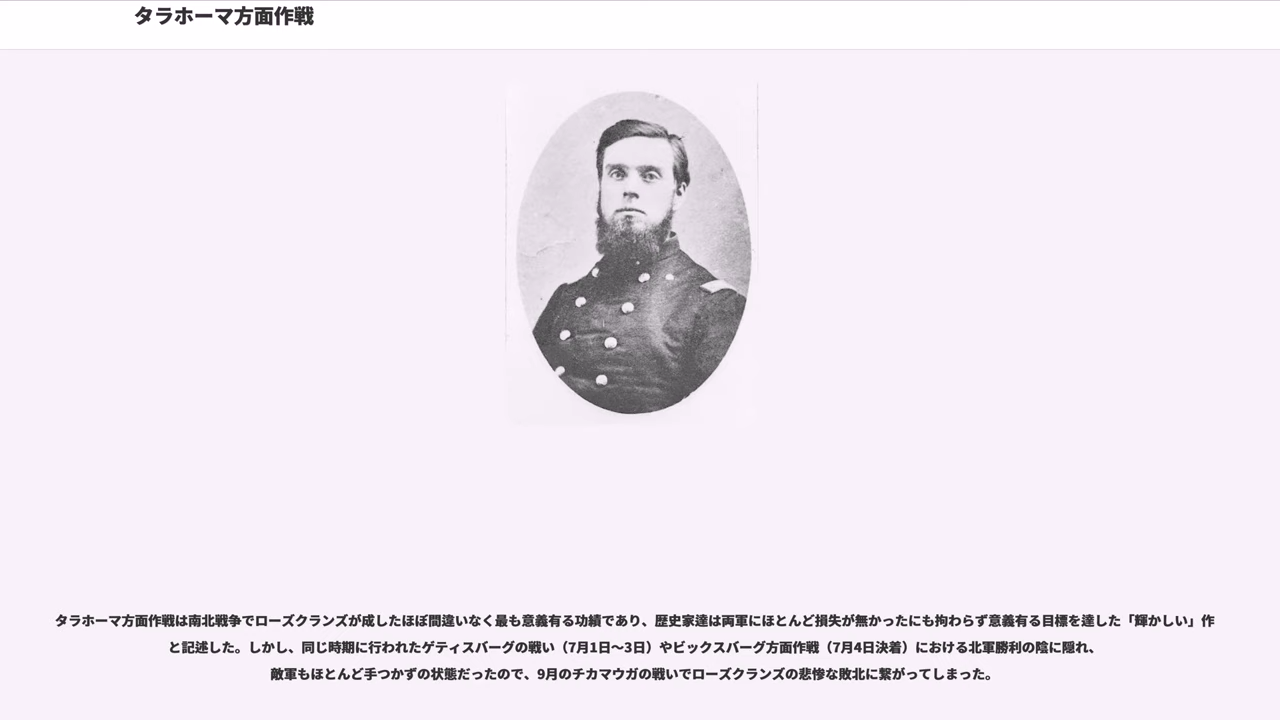 タラホーマ方面作戦
タラホーマ方面作戦は南北戦争でローズクランズが成したほぼ間違いなく最も意義有る功績であり、歴史家達は両軍にほとんど損失が無かったにも拘わらず意義有る目標を達した「輝かしい」作
と記述した。しかし、同じ時期に行われたゲティスバーグの戦い（7月1日〜3日）やビックスバーグ方面作戦（7月4日決着）における北軍勝利の陰に隠れ、
敵軍もほとんど手つかずの状態だったので、9月のチカマウガの戦いでローズクランズの悲惨な敗北に繋がってしまった。